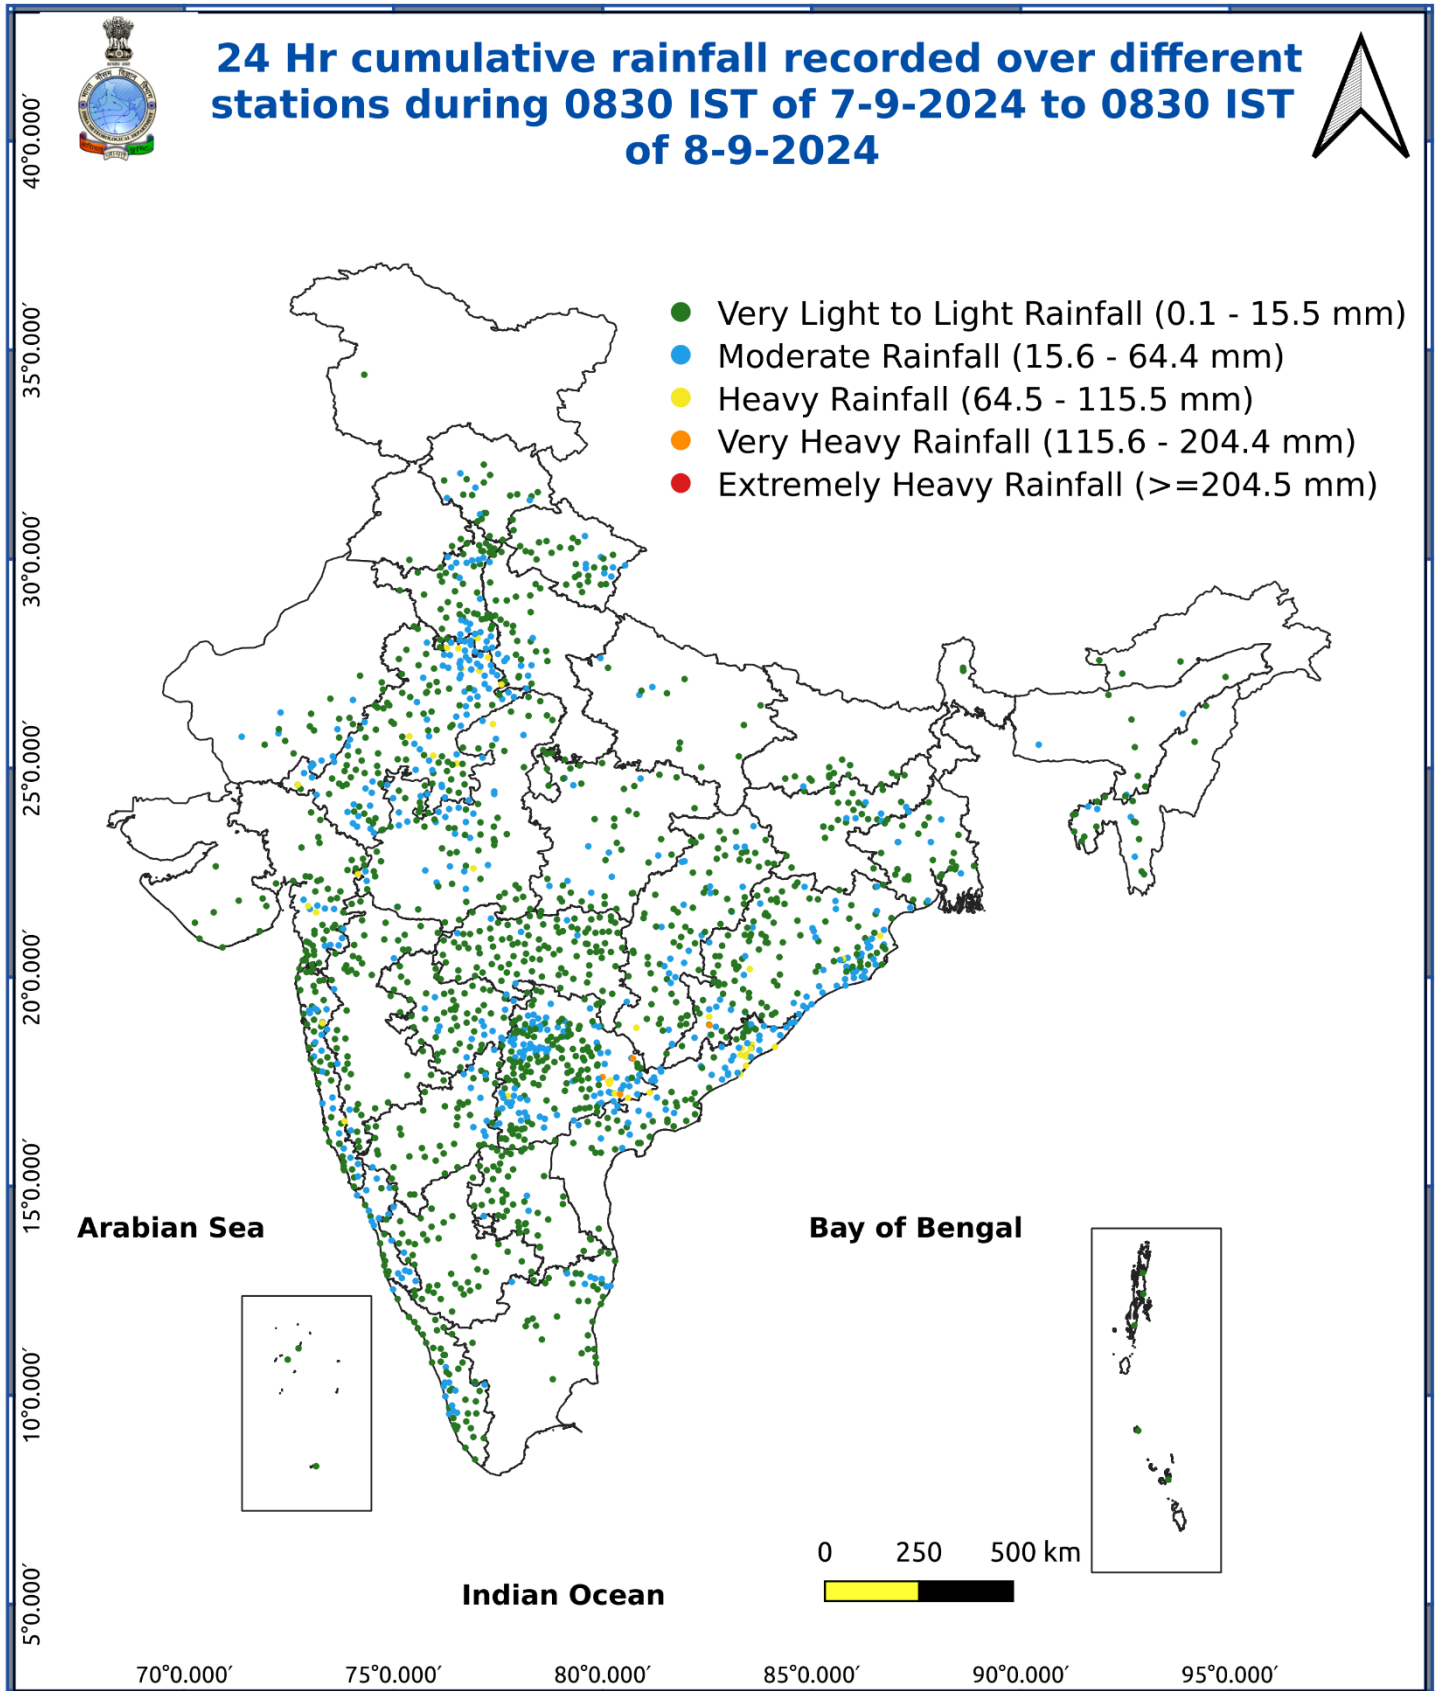 24 Hr cumulative rainfall recorded over different
stations during 0830 IST of 7-9-2024 to 0830 IST
of 8-9-2024
Very Light to Light Rainfall (0.1 - 15.5 mm)
Moderate Rainfall (15.6 - 64.4 mm)
Heavy Rainfall (64.5 - 115.5 mm)
Very Heavy Rainfall (115.6 - 204.4 mm)
Extremely Heavy Rainfall (>=204.5 mm)
40°0.000′
35°0.000′
30°0.000′
25°0.000′
20°0.000′
15°0.000′
10°0.000′
5°0.000′
Arabian Sea
Bay of Bengal
Indian Ocean
0 250 500 km
70°0.000′ 75°0.000′ 80°0.000′ 85°0.000′ 90°0.000′ 95°0.000′